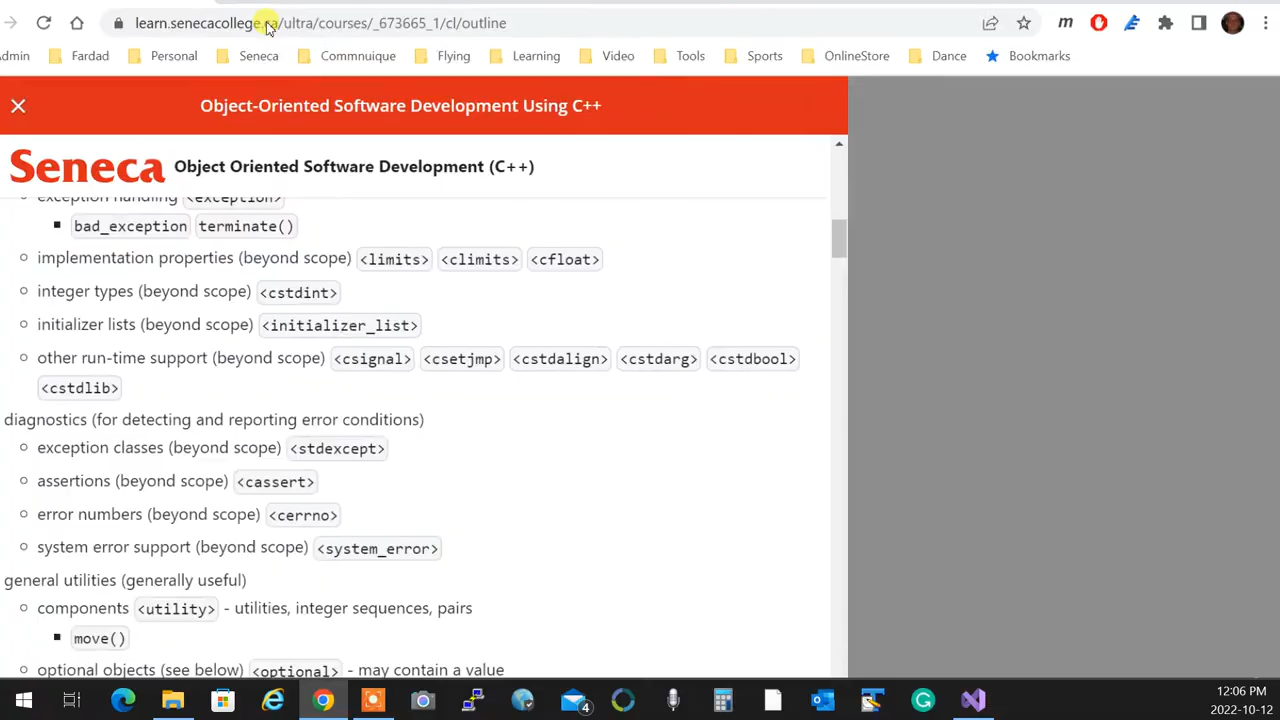 learn.senecacollege.ca/ultra/courses/_673665_1/cl/outline
dmin Fardad Personal Seneca Commnuique Flying Learning Video Tools Sports OnlineStore Dance Bookmarks
Object-Oriented Software Development Using C++
Seneca Object Oriented Software Development (C++)
exception handling <exception>
bad_exception terminate()
implementation properties (beyond scope) <limits> <climits> <cfloat>
integer types (beyond scope) <cstdint>
initializer lists (beyond scope) <initializer_list>
other run-time support (beyond scope) <csignal> <csetjmp> <cstdalign> <cstdarg> <cstdbool>
<cstdlib>
diagnostics (for detecting and reporting error conditions)
exception classes (beyond scope) <stdexcept>
assertions (beyond scope) <cassert>
error numbers (beyond scope) <cerrno>
system error support (beyond scope) <system_error>
general utilities (generally useful)
components <utility> - utilities, integer sequences, pairs
move()
optional objects (see below) <optional> - may contain a value
4
12:06 PM
2022-10-12